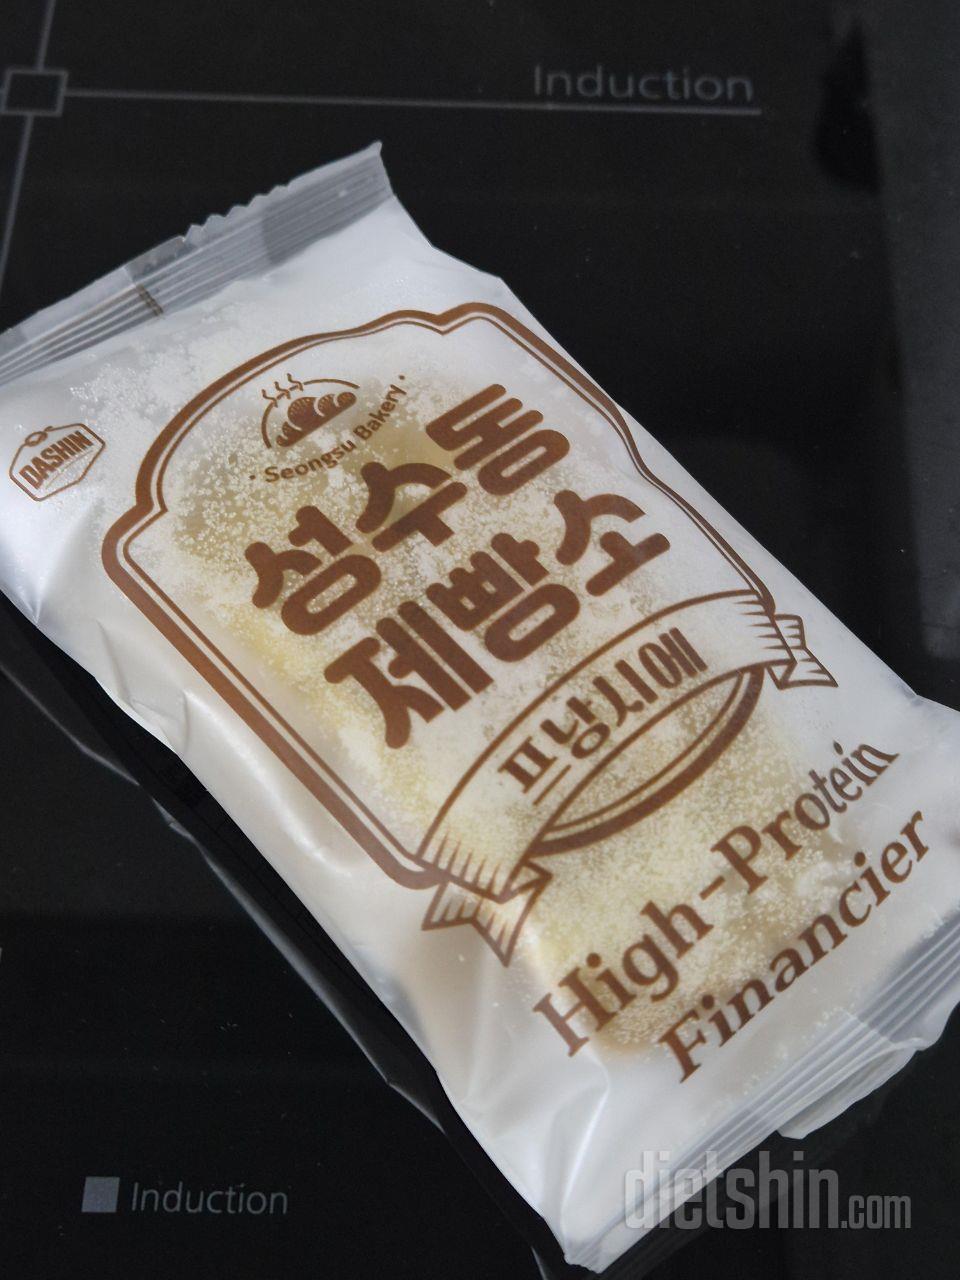 Induction
DASHIN
· Seongsu Bakery ·
성수동
제빵소
프낭시에
High-Protein
Financier
Induction
dietshin.com